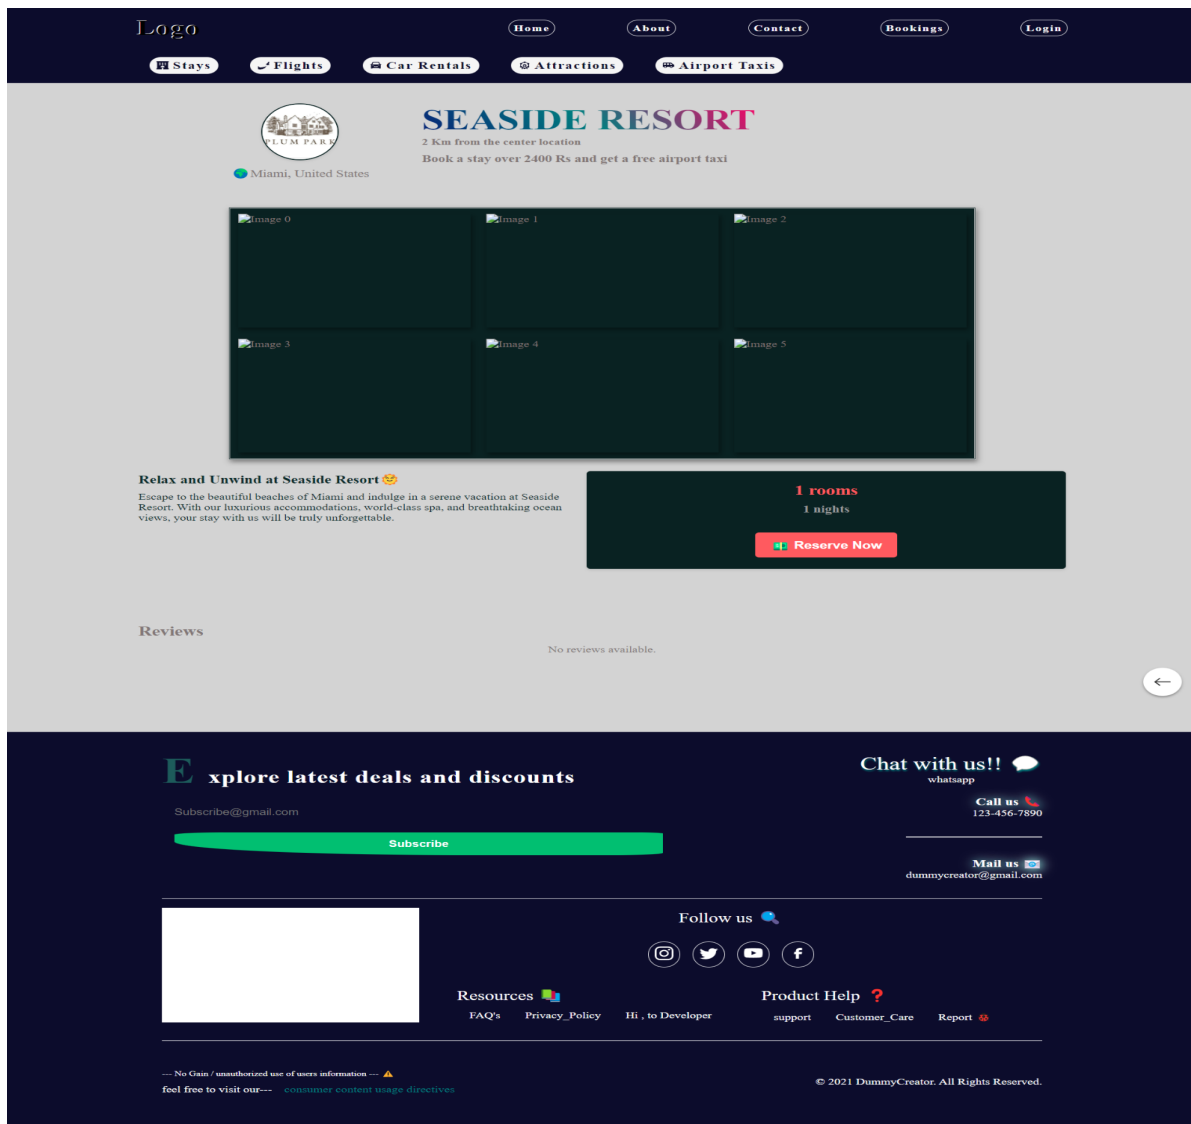 Logo
Home
About
Contact
Bookings
Login
Stays
Flights
Car Rentals
Attractions
Airport Taxis
PLUM PARK
Miami, United States
SEASIDE RESORT
2 Km from the center location
Book a stay over 2400 Rs and get a free airport taxi
Image 0
Image 1
Image 2
Image 3
Image 4
Image 5
Relax and Unwind at Seaside Resort
Escape to the beautiful beaches of Miami and indulge in a serene vacation at Seaside
Resort. With our luxurious accommodations, world-class spa, and breathtaking ocean
views, your stay with us will be truly unforgettable.
1 rooms
1 nights
Reserve Now
Reviews
No reviews available.
E xplore latest deals and discounts
Subscribe@gmail.com
Subscribe
Chat with us!!
whatsapp
Call us
123-456-7890
Mail us
dummycreator@gmail.com
Follow us
Resources
FAQ's
Privacy_Policy
Hi , to Developer
Product Help ❓
support
Customer_Care
Report
--- No Gain / unauthorized use of users information --- ⚠
feel free to visit our--- consumer content usage directives
© 2021 DummyCreator. All Rights Reserved.